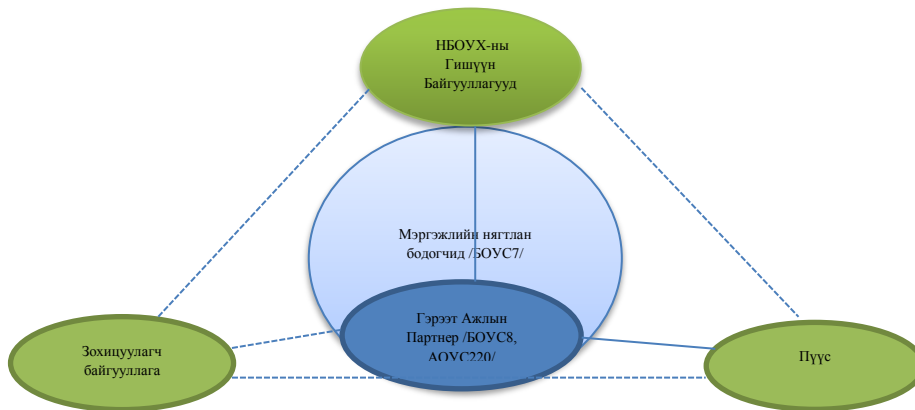 НБОУХ-ны
Гишүүн
Байгууллагууд
Мэргэжлийн нягтлан
бодогчид /БОУС7/
Гэрээт Ажлын
Партнер /БОУС8,
АОУС220/
Зохицуулагч
байгууллага
Пүүс